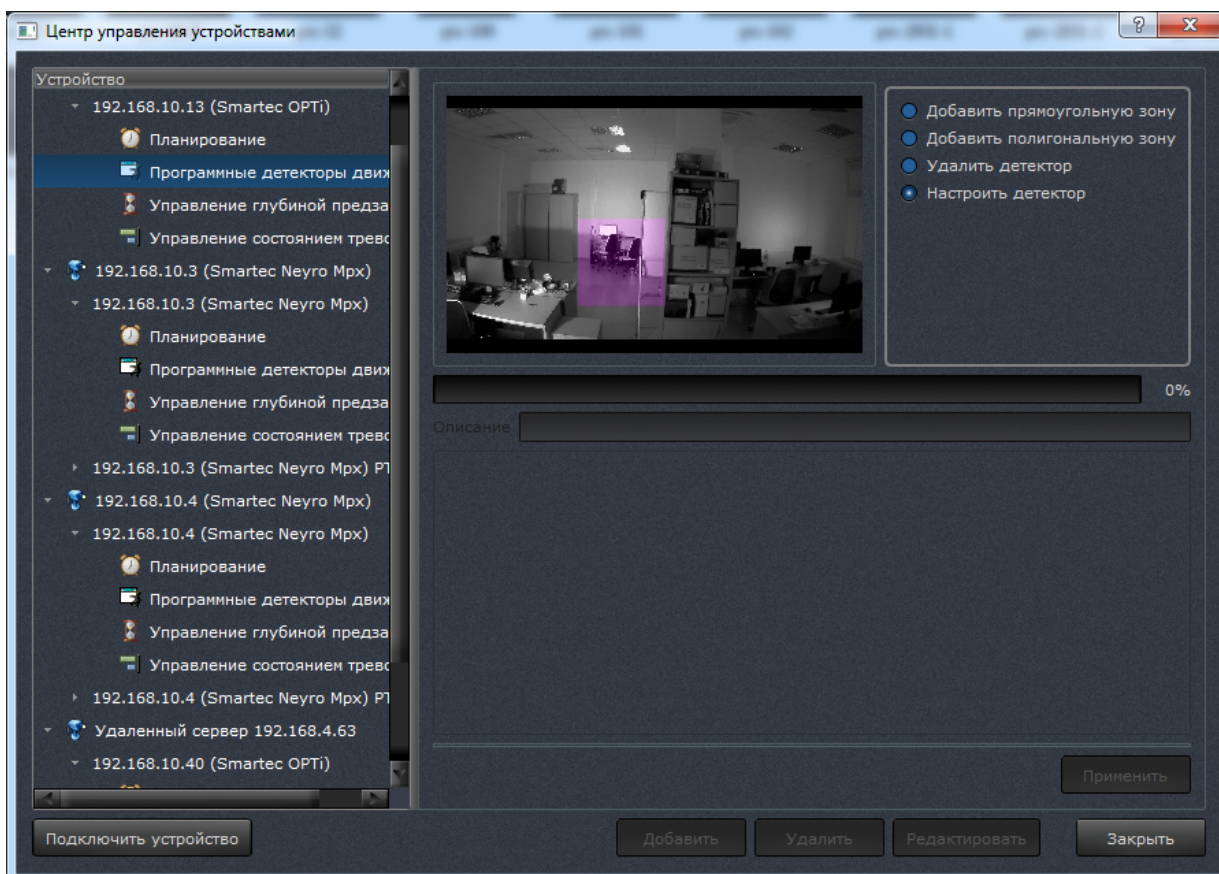 Центр управления устройствами
Устройство
192.168.10.13 (Smartec OPTi)
Планирование
Программные детекторы движ
Управление глубиной предза
Управление состоянием трево
192.168.10.3 (Smartec Neyro Mpx)
192.168.10.3 (Smartec Neyro Mpx)
Планирование
Программные детекторы движ
Управление глубиной предза
Управление состоянием трево
192.168.10.3 (Smartec Neyro Mpx) PT
192.168.10.4 (Smartec Neyro Mpx)
192.168.10.4 (Smartec Neyro Mpx)
Планирование
Программные детекторы движ
Управление глубиной предза
Управление состоянием трево
192.168.10.4 (Smartec Neyro Mpx) PT
Удаленный сервер 192.168.4.63
192.168.10.40 (Smartec OPTi)
Подключить устройство
Добавить прямоугольную зону
Добавить полигональную зону
Удалить детектор
Настроить детектор
0%
Описание
Применить
Добавить
Удалить
Редактировать
Закрыть